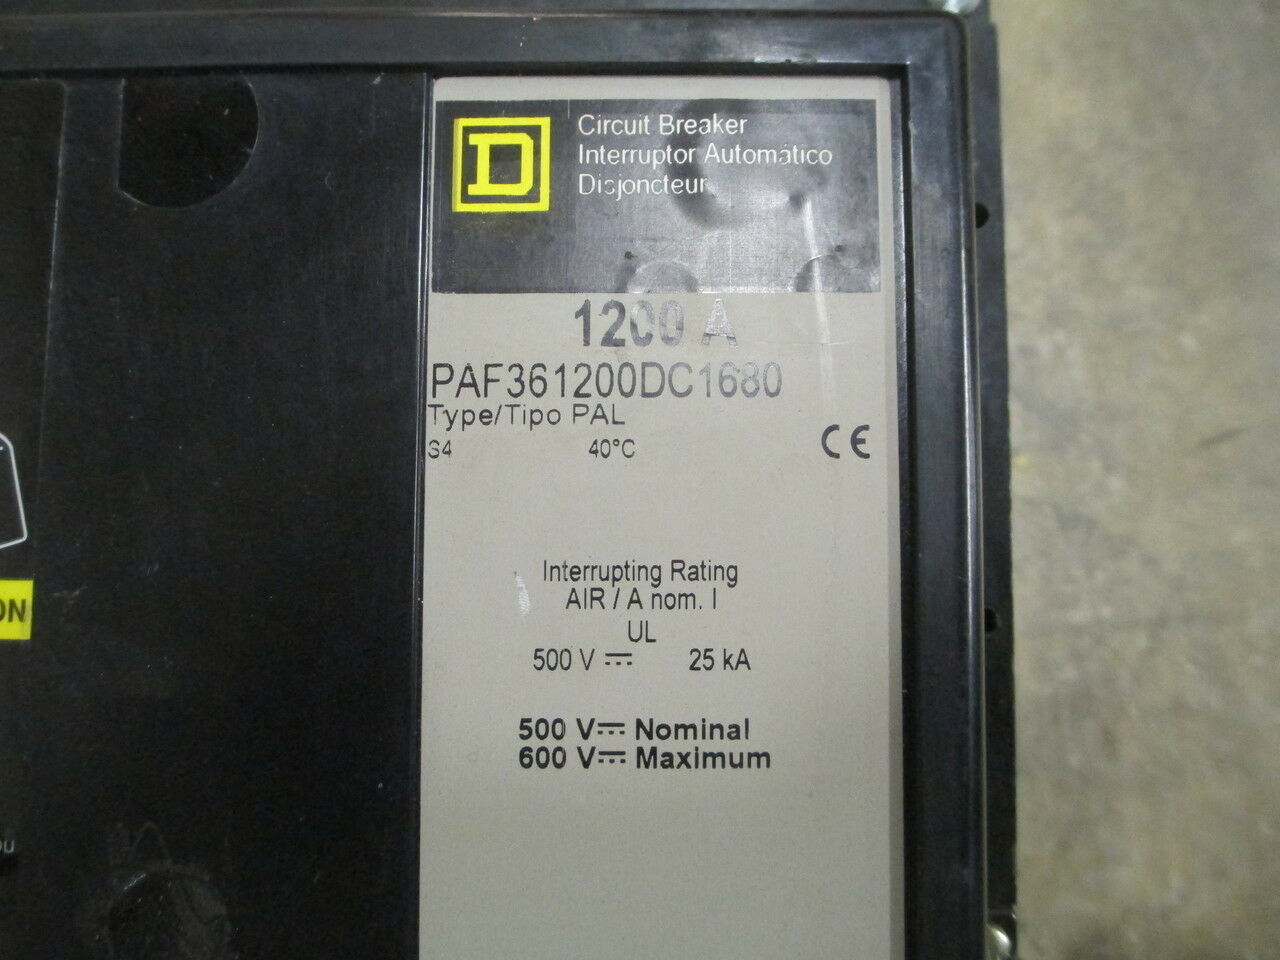 D
Circuit Breaker
Interruptor Automático
Disjoncteur
1200 A
PAF361200DC1680
Type/Tipo PAL
S4 40°C CE
Interrupting Rating
AIR / A nom. I
UL
500 V ⎓ 25 kA
500 V⎓ Nominal
600 V⎓ Maximum
ON